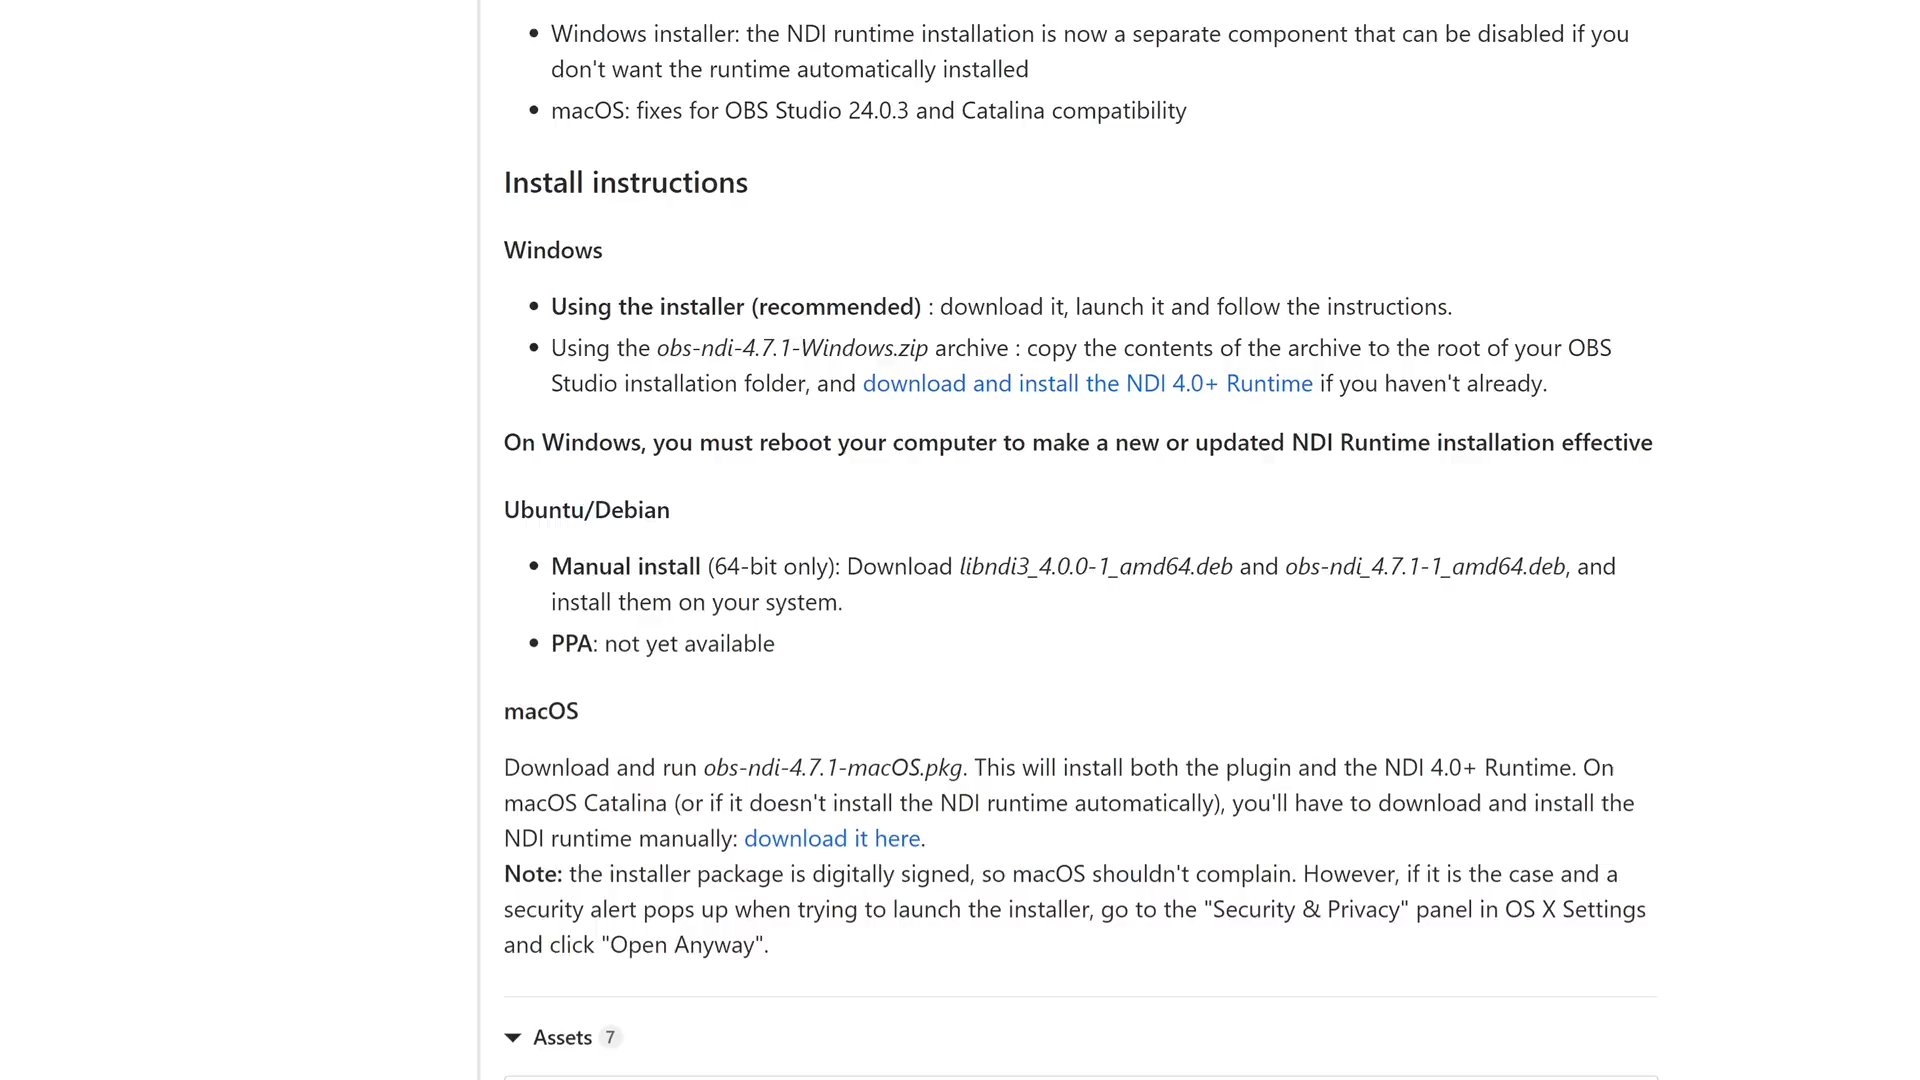 • Windows installer: the NDI runtime installation is now a separate component that can be disabled if you
don't want the runtime automatically installed
• macOS: fixes for OBS Studio 24.0.3 and Catalina compatibility
Install instructions
Windows
• Using the installer (recommended) : download it, launch it and follow the instructions.
• Using the obs-ndi-4.7.1-Windows.zip archive : copy the contents of the archive to the root of your OBS
Studio installation folder, and download and install the NDI 4.0+ Runtime if you haven't already.
On Windows, you must reboot your computer to make a new or updated NDI Runtime installation effective
Ubuntu/Debian
• Manual install (64-bit only): Download libndi3_4.0.0-1_amd64.deb and obs-ndi_4.7.1-1_amd64.deb, and
install them on your system.
• PPA: not yet available
macOS
Download and run obs-ndi-4.7.1-macOS.pkg. This will install both the plugin and the NDI 4.0+ Runtime. On
macOS Catalina (or if it doesn't install the NDI runtime automatically), you'll have to download and install the
NDI runtime manually: download it here.
Note: the installer package is digitally signed, so macOS shouldn't complain. However, if it is the case and a
security alert pops up when trying to launch the installer, go to the "Security & Privacy" panel in OS X Settings
and click "Open Anyway".
Assets 7